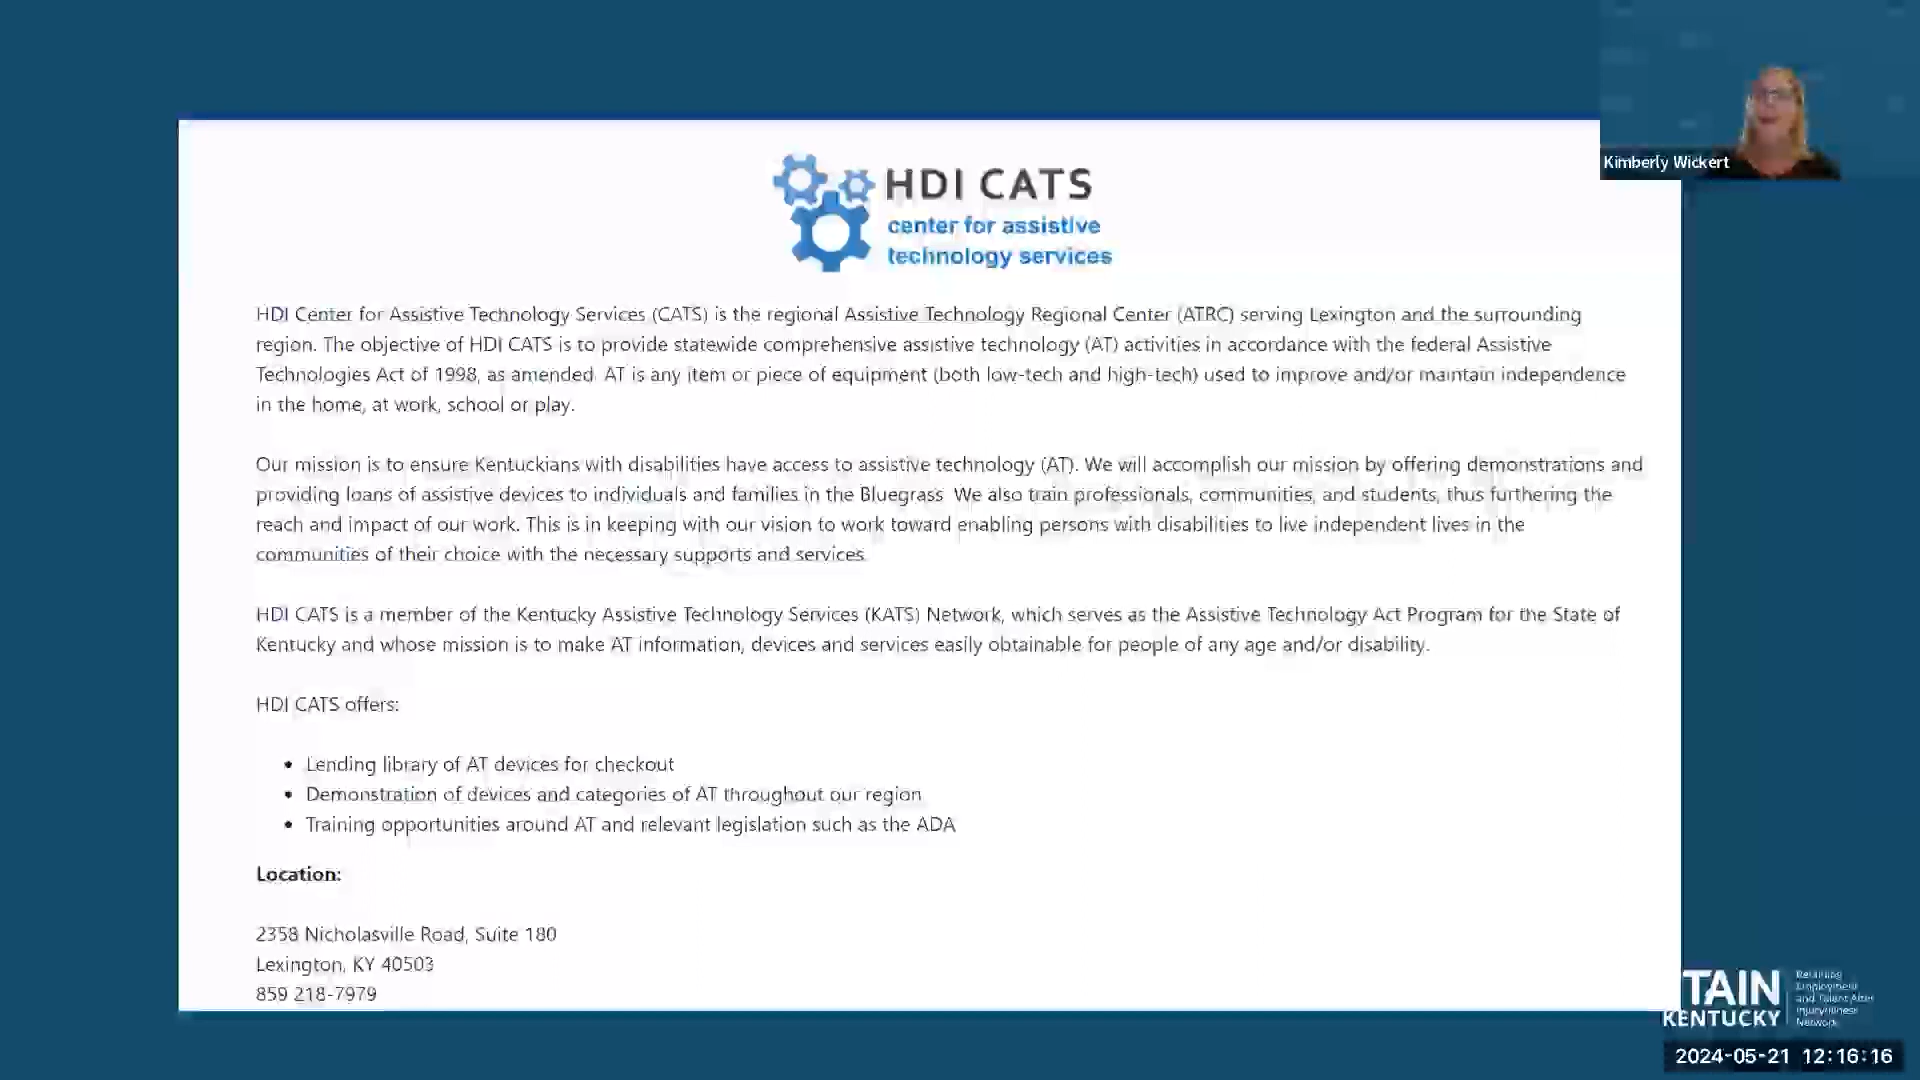 Kimberly Wickert
HDI CATS
center for assistive
technology services
HDI Center for Assistive Technology Services (CATS) is the regional Assistive Technology Regional Center (ATRC) serving Lexington and the surrounding
region. The objective of HDI CATS is to provide statewide comprehensive assistive technology (AT) activities in accordance with the federal Assistive
Technologies Act of 1998, as amended. AT is any item or piece of equipment (both low-tech and high-tech) used to improve and/or maintain independence
in the home, at work, school or play.
Our mission is to ensure Kentuckians with disabilities have access to assistive technology (AT). We will accomplish our mission by offering demonstrations and
providing loans of assistive devices to individuals and families in the Bluegrass. We also train professionals, communities, and students, thus furthering the
reach and impact of our work. This is in keeping with our vision to work toward enabling persons with disabilities to live independent lives in the
communities of their choice with the necessary supports and services.
HDI CATS is a member of the Kentucky Assistive Technology Services (KATS) Network, which serves as the Assistive Technology Act Program for the State of
Kentucky and whose mission is to make AT information, devices and services easily obtainable for people of any age and/or disability.
HDI CATS offers:
• Lending library of AT devices for checkout
• Demonstration of devices and categories of AT throughout our region
• Training opportunities around AT and relevant legislation such as the ADA
Location:
2358 Nicholasville Road, Suite 180
Lexington, KY 40503
859 218-7979
TAIN
KENTUCKY
Retaining
Employment
and Talent After
Injury/Illness
Network
2024-05-21 12:16:16